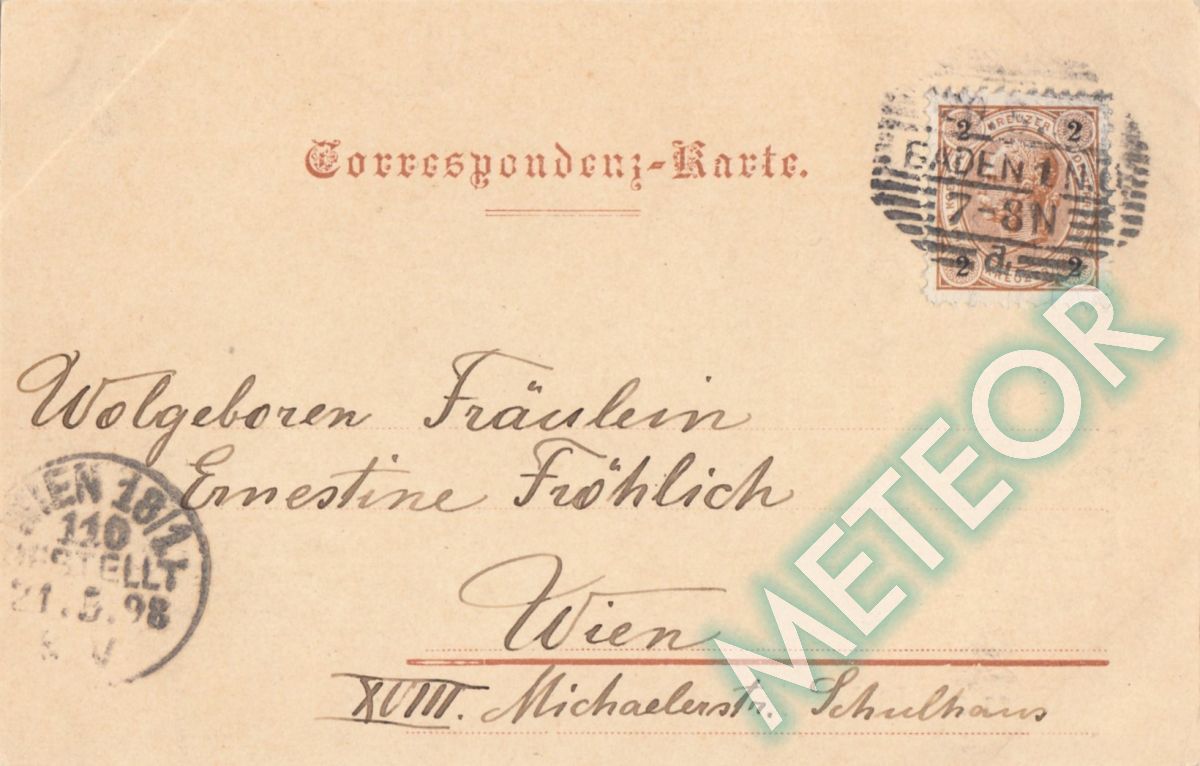 Correspondenz-Karte.
2 KREUZER 2
BADEN 1 N.Ö
7-8N
d.
2 2
Wolgeboren Fräulein
Ernestine Fröhlich
Wien
XVIII. Michaelerstr. Schulhaus
WIEN 18/1
110
BESTELLT
21.5.98
V
METEOR